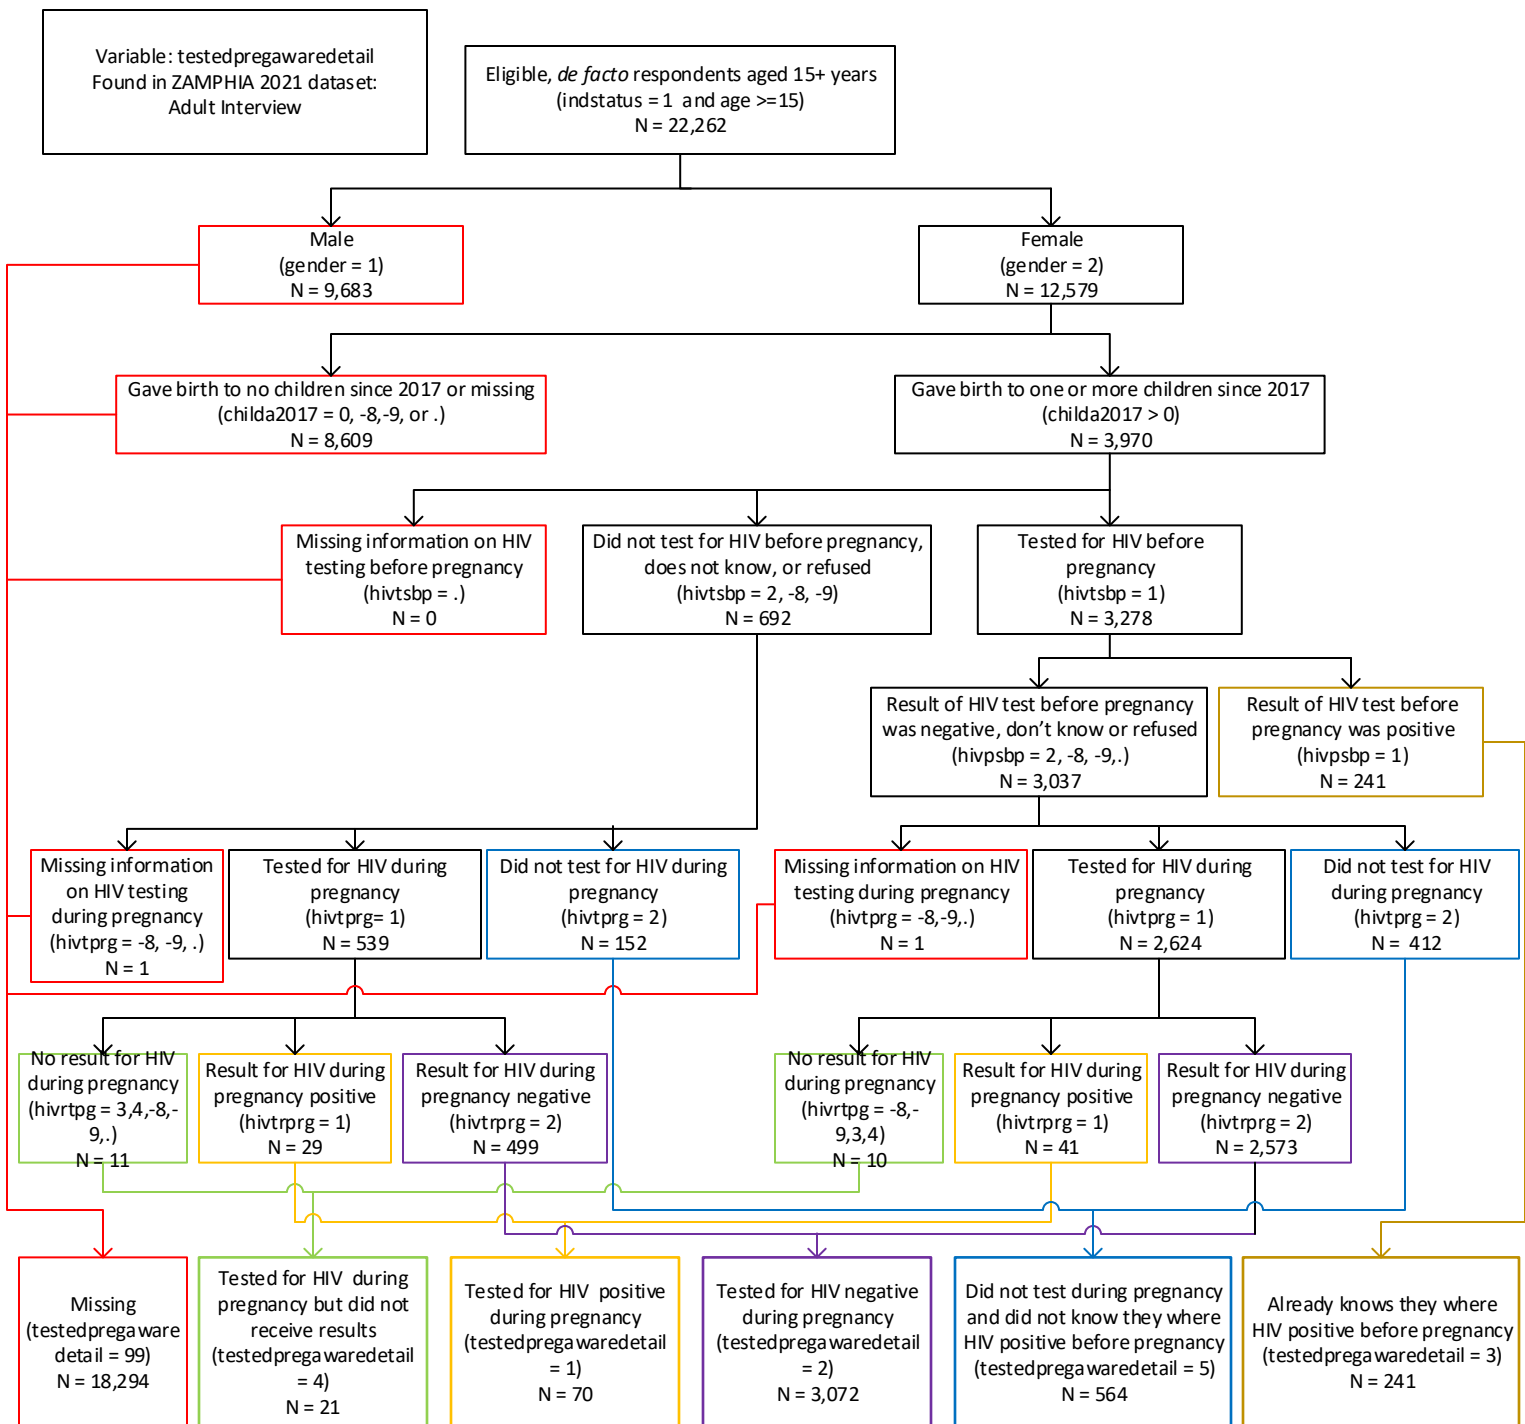 Variable: testedpregawaredetail
Found in ZAMPHIA 2021 dataset:
Adult Interview
Eligible, de facto respondents aged 15+ years
(indstatus = 1 and age >=15)
N = 22,262
Male
(gender = 1)
N = 9,683
Female
(gender = 2)
N = 12,579
Gave birth to no children since 2017 or missing
(childa2017 = 0, -8,-9, or .)
N = 8,609
Gave birth to one or more children since 2017
(childa2017 > 0)
N = 3,970
Missing information on HIV
testing before pregnancy
(hivtsbp = .)
N = 0
Did not test for HIV before pregnancy,
does not know, or refused
(hivtsbp = 2, -8, -9)
N = 692
Tested for HIV before
pregnancy
(hivtsbp = 1)
N = 3,278
Result of HIV test before pregnancy
was negative, don’t know or refused
(hivpsbp = 2, -8, -9,.)
N = 3,037
Result of HIV test before
pregnancy was positive
(hivpsbp = 1)
N = 241
Missing information
on HIV testing
during pregnancy
(hivtprg = -8, -9, .)
N = 1
Tested for HIV during
pregnancy
(hivtprg= 1)
N = 539
Did not test for HIV during
pregnancy
(hivtprg = 2)
N = 152
Missing information on HIV
testing during pregnancy
(hivtprg = -8,-9,.)
N = 1
Tested for HIV during
pregnancy
(hivtprg = 1)
N = 2,624
Did not test for HIV
during pregnancy
(hivtprg = 2)
N = 412
No result for HIV
during pregnancy
(hivrtpg = 3,4,-8,-
9,.)
N = 11
Result for HIV during
pregnancy positive
(hivtrprg = 1)
N = 29
Result for HIV during
pregnancy negative
(hivtrprg = 2)
N = 499
No result for HIV
during pregnancy
(hivrtpg = -8,-
9,3,4)
N = 10
Result for HIV during
pregnancy positive
(hivtrprg = 1)
N = 41
Result for HIV during
pregnancy negative
(hivtrprg = 2)
N = 2,573
Missing
(testedpregaware
detail = 99)
N = 18,294
Tested for HIV during
pregnancy but did not
receive results
(testedpregawaredetail
= 4)
N = 21
Tested for HIV positive
during pregnancy
(testedpregawaredetail
= 1)
N = 70
Tested for HIV negative
during pregnancy
(testedpregawaredetail
= 2)
N = 3,072
Did not test during pregnancy
and did not know they where
HIV positive before pregnancy
(testedpregawaredetail = 5)
N = 564
Already knows they where
HIV positive before pregnancy
(testedpregawaredetail = 3)
N = 241